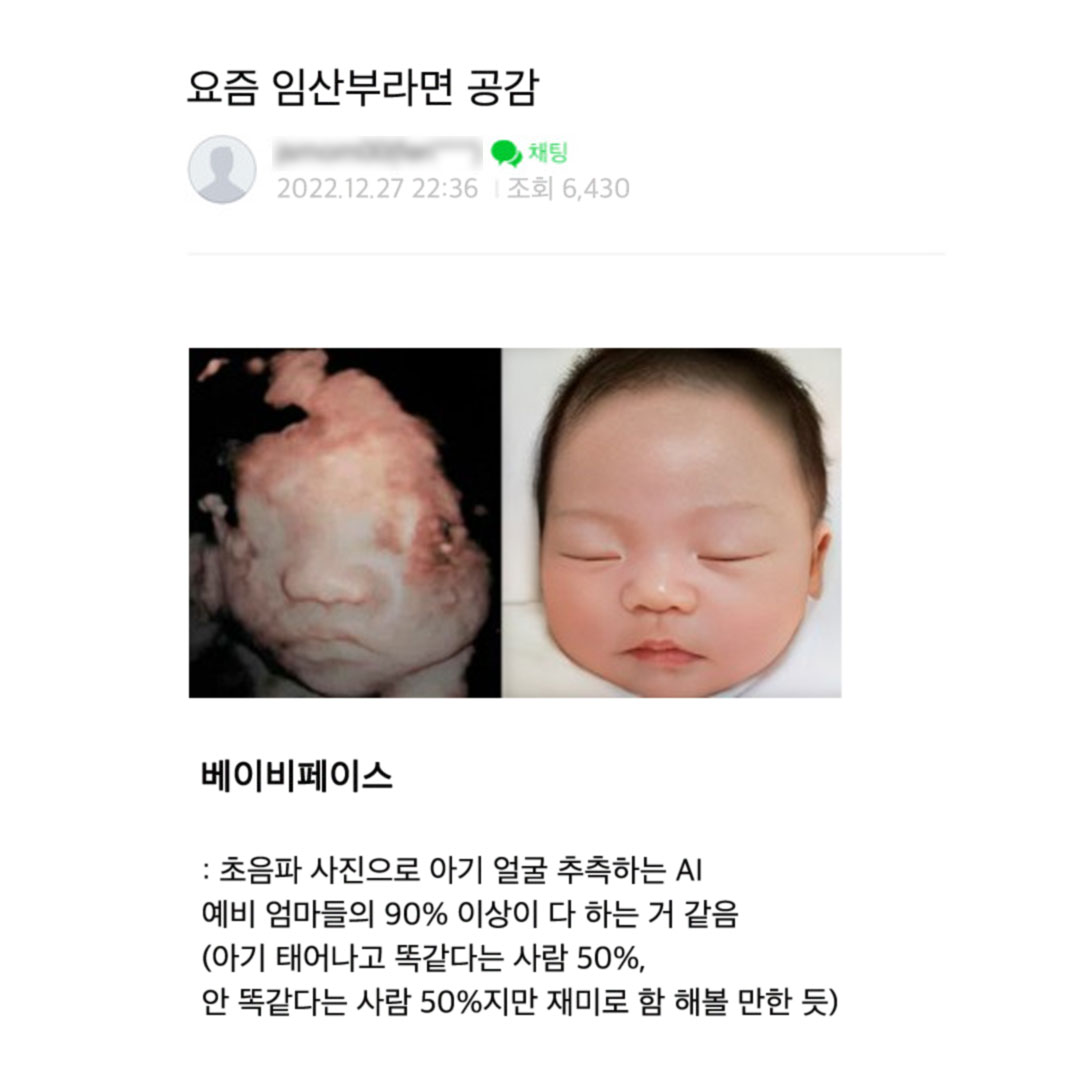 요즘 임산부라면 공감
채팅
2022.12.27 22:36 조회 6,430
베이비페이스
: 초음파 사진으로 아기 얼굴 추측하는 AI
예비 엄마들의 90% 이상이 다 하는 거 같음
(아기 태어나고 똑같다는 사람 50%,
안 똑같다는 사람 50%지만 재미로 함 해볼 만한 듯)